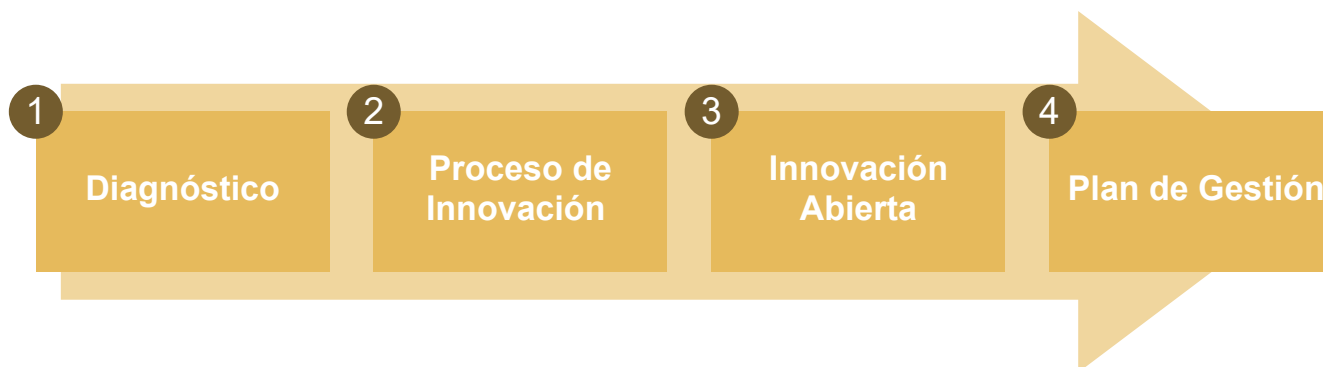 1
Diagnóstico
2
Proceso de
Innovación
3
Innovación
Abierta
4
Plan de Gestión